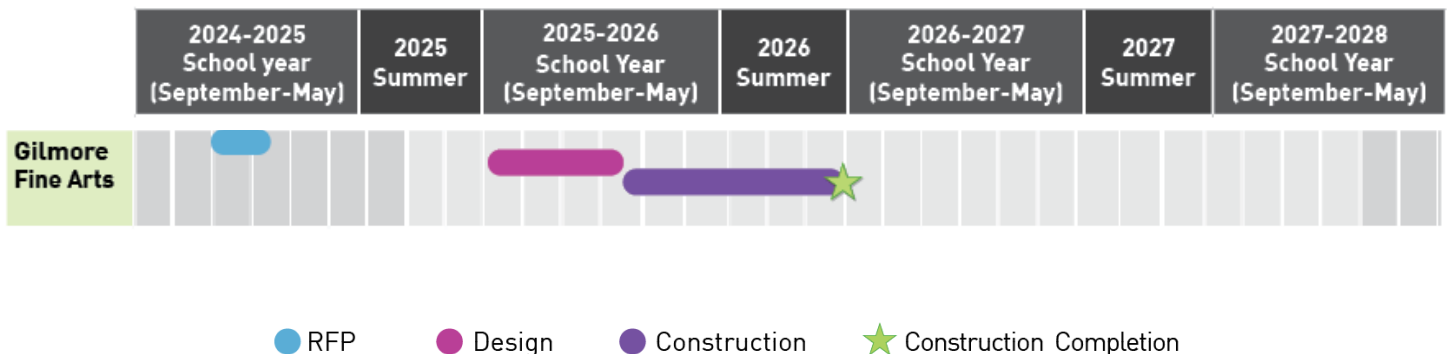 2024-2025
School year
(September-May)
2025
Summer
2025-2026
School Year
(September-May)
2026
Summer
2026-2027
School Year
(September-May)
2027
Summer
2027-2028
School Year
(September-May)
Gilmore
Fine Arts
RFP
Design
Construction
Construction Completion